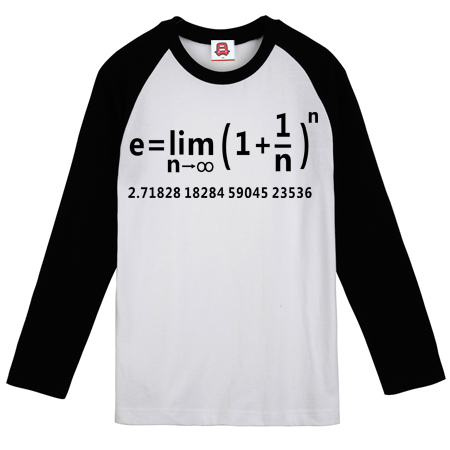 e = lim n→∞ (1 + 1/n)^n
2.71828 18284 59045 23536